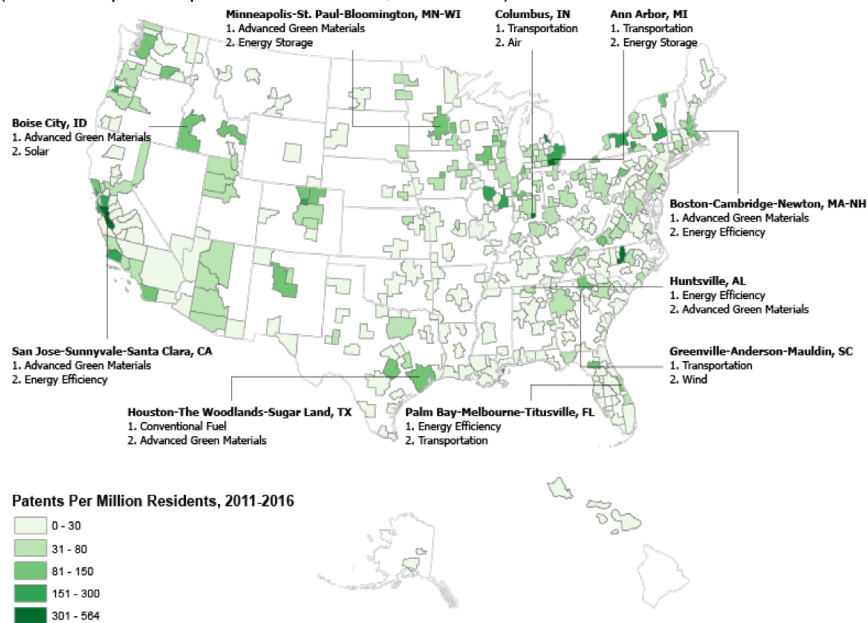 Minneapolis-St. Paul-Bloomington, MN-WI
1. Advanced Green Materials
2. Energy Storage
Columbus, IN
1. Transportation
2. Air
Ann Arbor, MI
1. Transportation
2. Energy Storage
Boise City, ID
1. Advanced Green Materials
2. Solar
Boston-Cambridge-Newton, MA-NH
1. Advanced Green Materials
2. Energy Efficiency
Huntsville, AL
1. Energy Efficiency
2. Advanced Green Materials
San Jose-Sunnyvale-Santa Clara, CA
1. Advanced Green Materials
2. Energy Efficiency
Greenville-Anderson-Mauldin, SC
1. Transportation
2. Wind
Houston-The Woodlands-Sugar Land, TX
1. Conventional Fuel
2. Advanced Green Materials
Palm Bay-Melbourne-Titusville, FL
1. Energy Efficiency
2. Transportation
Patents Per Million Residents, 2011-2016
0 - 30
31 - 80
81 - 150
151 - 300
301 - 564